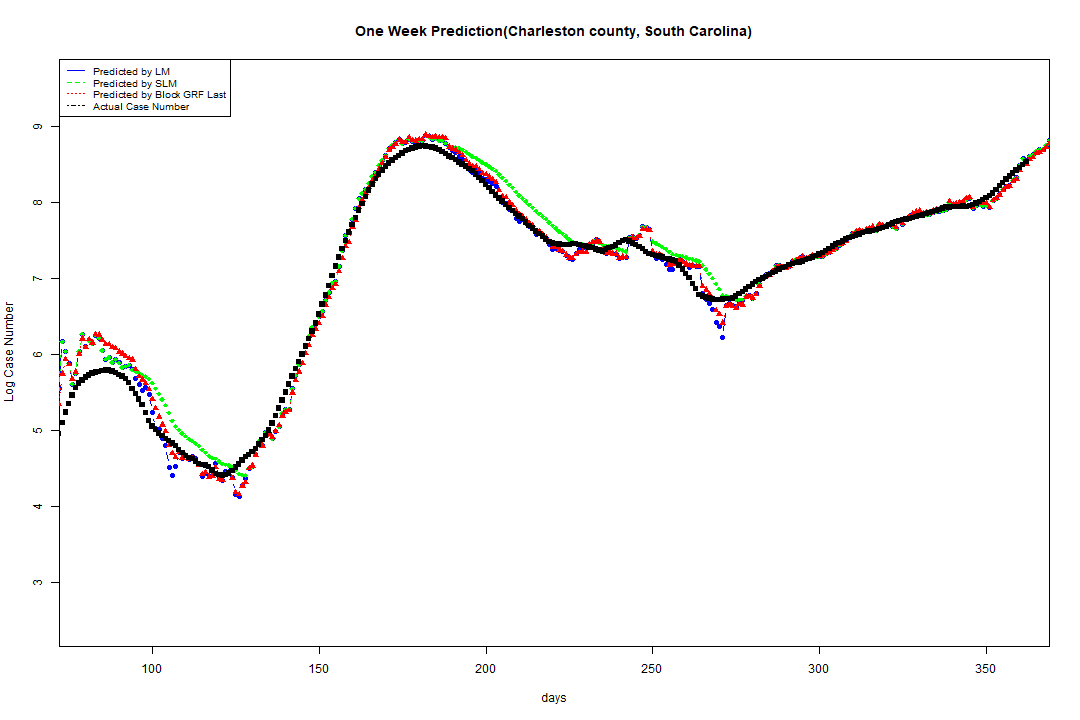 One Week Prediction(Charleston county, South Carolina)
Predicted by LM
Predicted by SLM
Predicted by Block GRF Last
Actual Case Number
9
8
7
6
5
4
3
Log Case Number
100 150 200 250 300 350
days